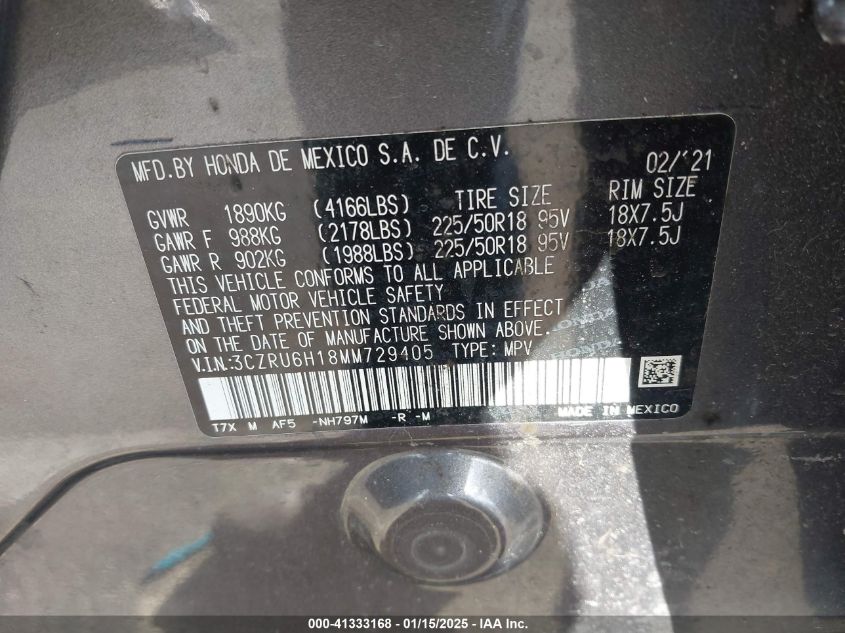 MFD.BY HONDA DE MEXICO S.A. DE C.V. 02/'21
GVWR 1890KG (4166LBS) TIRE SIZE RIM SIZE
GAWR F 988KG (2178LBS) 225/50R18 95V 18X7.5J
GAWR R 902KG (1988LBS) 225/50R18 95V 18X7.5J
THIS VEHICLE CONFORMS TO ALL APPLICABLE
FEDERAL MOTOR VEHICLE SAFETY
AND THEFT PREVENTION STANDARDS IN EFFECT
ON THE DATE OF MANUFACTURE SHOWN ABOVE.
V.I.N:3CZRU6H18MM729405 TYPE: MPV
HONDA
HONDA
T7X M AF5 -NH797M -R -M MADE IN MEXICO
000-41333168 - 01/15/2025 - IAA Inc.